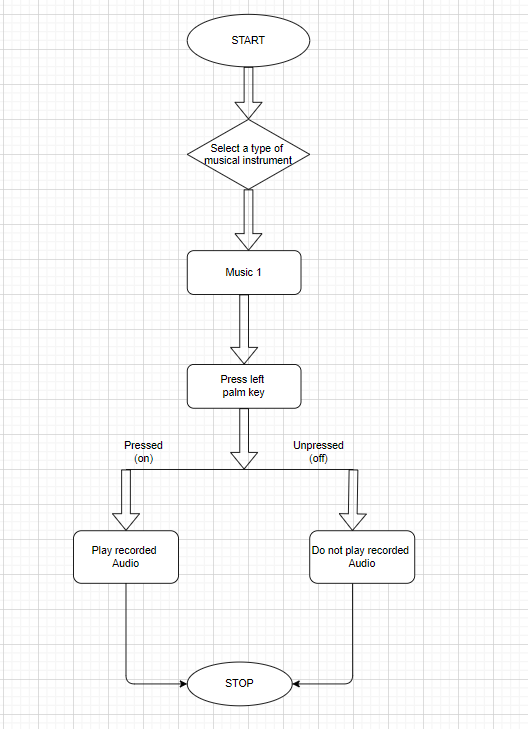 START
Select a type of
musical instrument
Music 1
Press left
palm key
Pressed
(on)
Unpressed
(off)
Play recorded
Audio
Do not play recorded
Audio
STOP